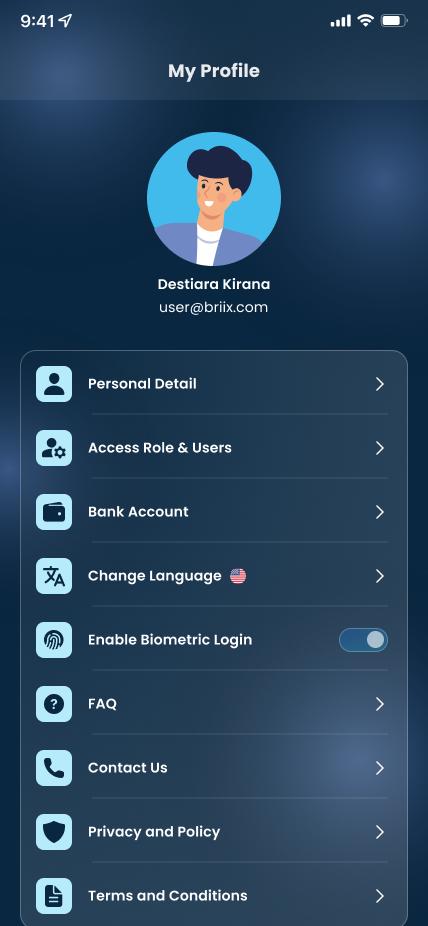 9:41
My Profile
Destiara Kirana
user@briix.com
Personal Detail
Access Role & Users
Bank Account
Change Language
Enable Biometric Login
FAQ
Contact Us
Privacy and Policy
Terms and Conditions